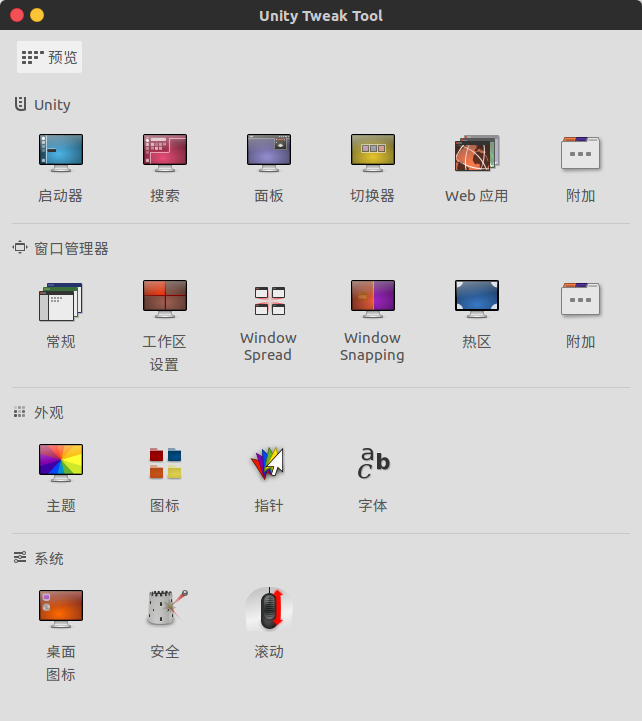 Unity Tweak Tool
预览
Unity
启动器
搜索
面板
切换器
Web 应用
附加
窗口管理器
常规
工作区
设置
Window
Spread
Window
Snapping
热区
附加
外观
主题
图标
指针
a
b
c
字体
系统
桌面
图标
安全
滚动